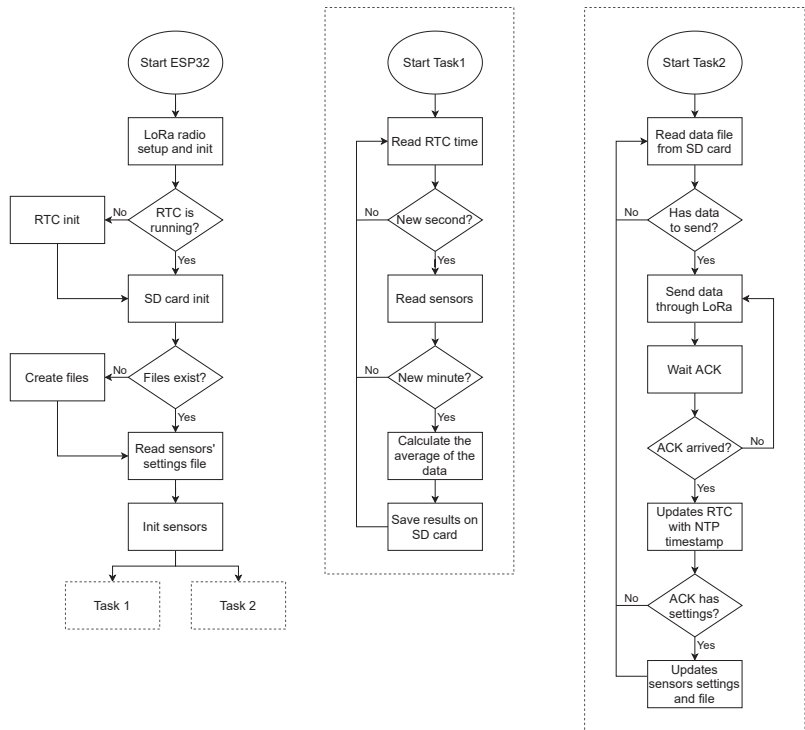 Start ESP32
LoRa radio
setup and init
RTC is
running?
No
RTC init
Yes
SD card init
Files exist?
No
Create files
Yes
Read sensors'
settings file
Init sensors
Task 1
Task 2
Start Task1
Read RTC time
New second?
No
Yes
Read sensors
New minute?
No
Yes
Calculate the
average of the
data
Save results on
SD card
Start Task2
Read data file
from SD card
Has data
to send?
No
Yes
Send data
through LoRa
Wait ACK
ACK arrived?
No
Yes
Updates RTC
with NTP
timestamp
ACK has
settings?
No
Yes
Updates
sensors settings
and file